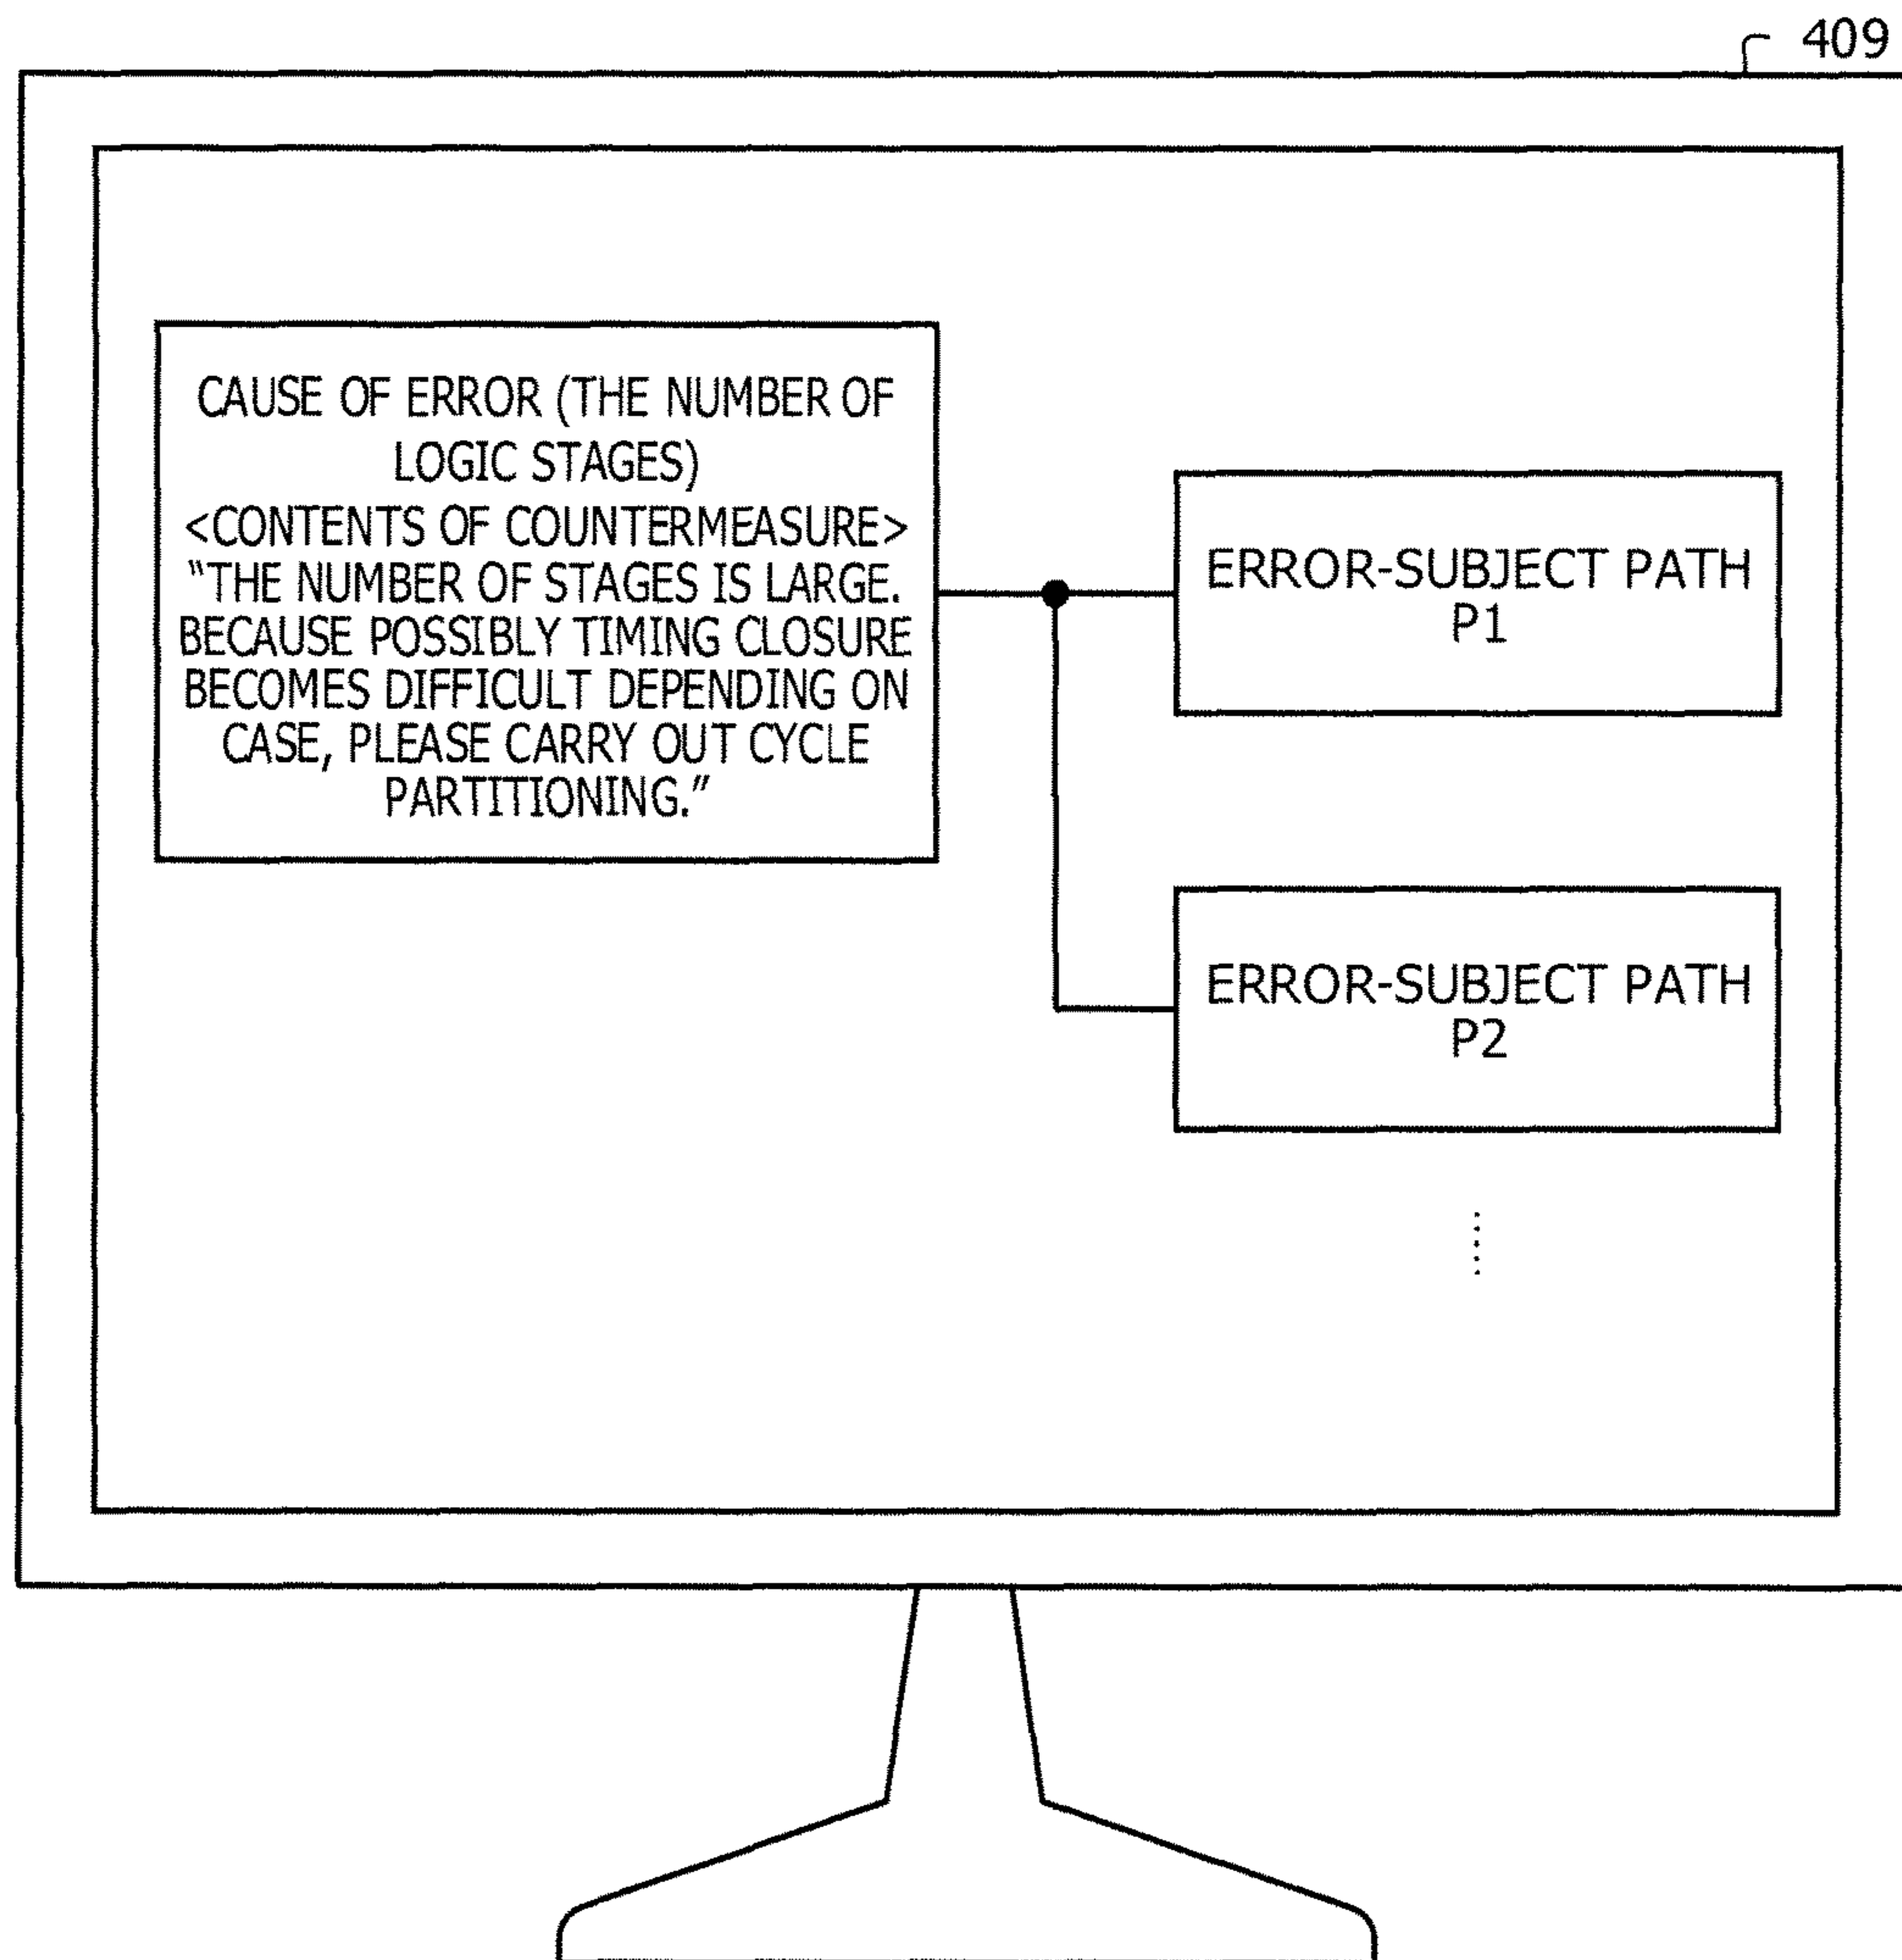 409
CAUSE OF ERROR (THE NUMBER OF
LOGIC STAGES)
<CONTENTS OF COUNTERMEASURE>
“THE NUMBER OF STAGES IS LARGE.
BECAUSE POSSIBLY TIMING CLOSURE
BECOMES DIFFICULT DEPENDING ON
CASE, PLEASE CARRY OUT CYCLE
PARTITIONING.”
ERROR-SUBJECT PATH
P1
ERROR-SUBJECT PATH
P2